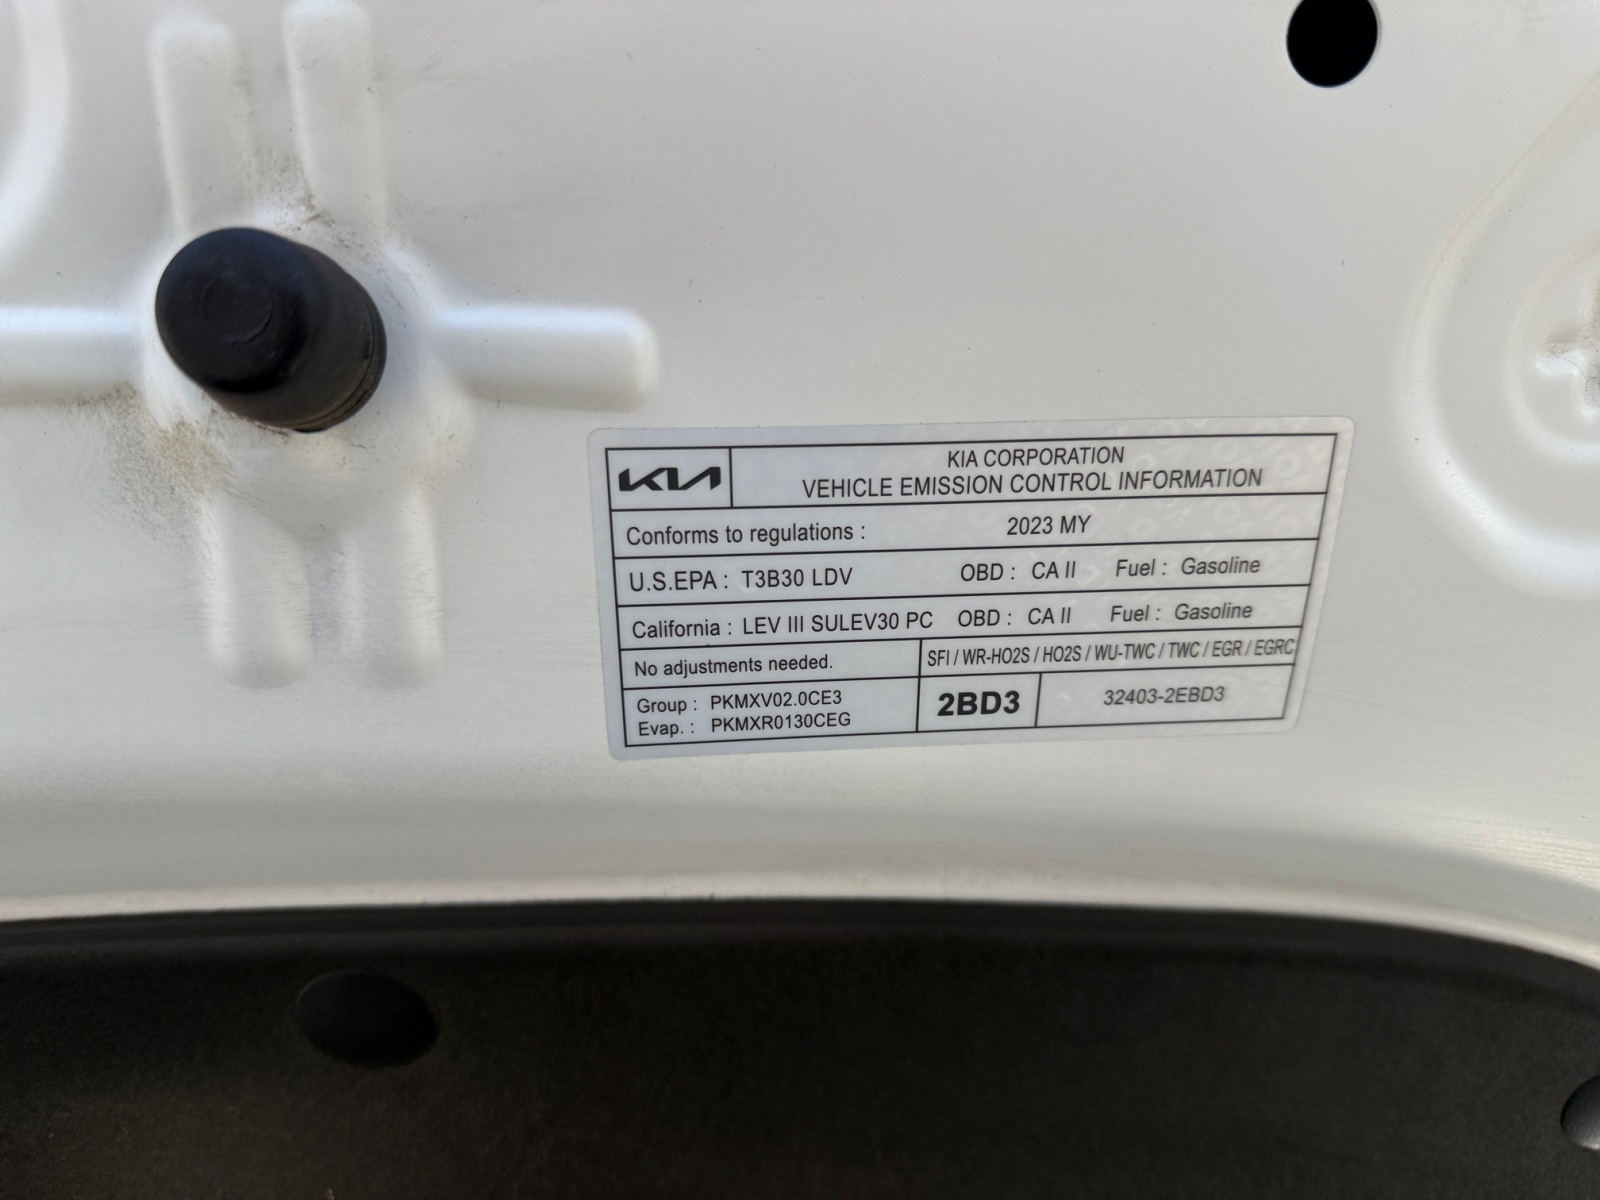 KIA
KIA CORPORATION
VEHICLE EMISSION CONTROL INFORMATION
Conforms to regulations : 2023 MY
U.S.EPA : T3B30 LDV OBD : CA II Fuel : Gasoline
California : LEV III SULEV30 PC OBD : CA II Fuel : Gasoline
No adjustments needed. SFI / WR-HO2S / HO2S / WU-TWC / TWC / EGR / EGRC
Group : PKMXV02.0CE3
Evap. : PKMXR0130CEG
2BD3 32403-2EBD3